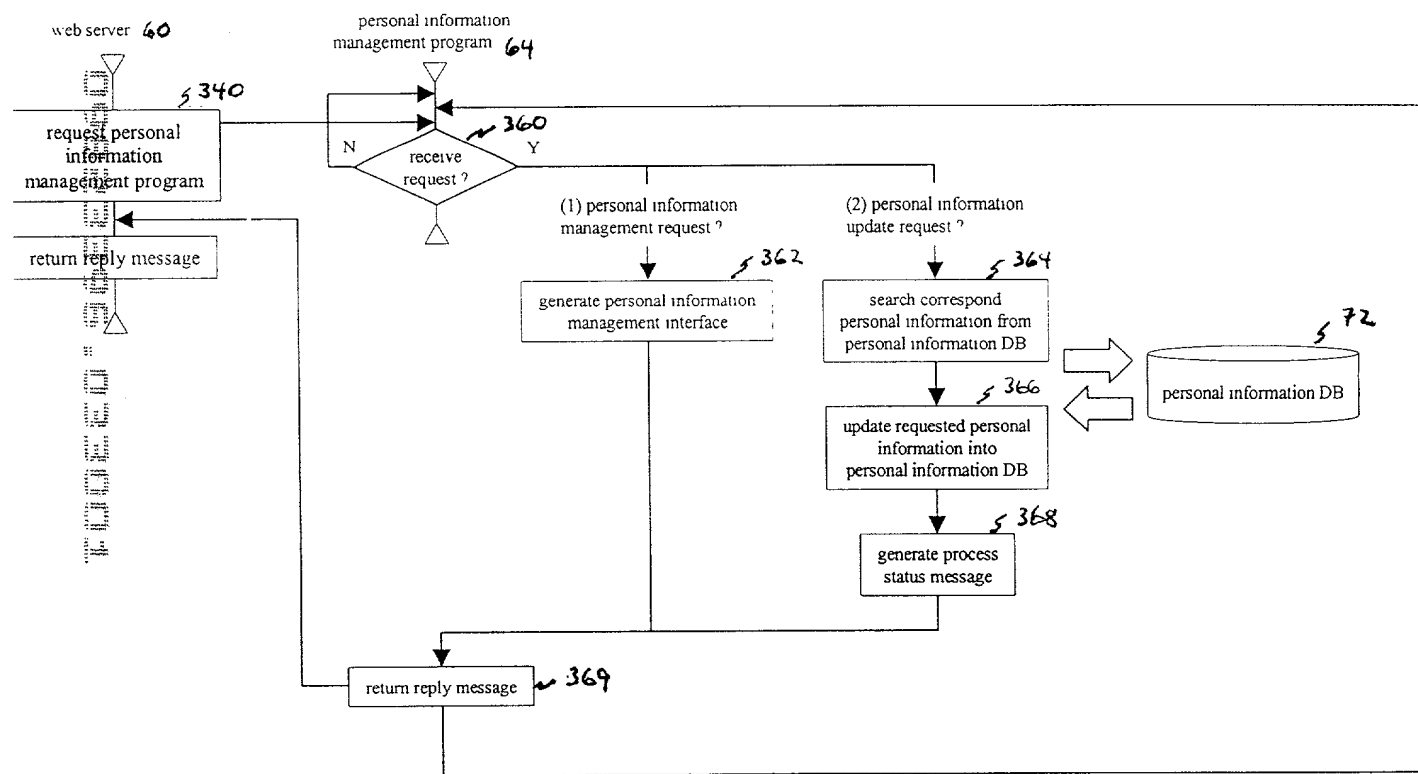 web server 60
personal information
management program 64
340
request personal
information
management program
return reply message
360
N
receive
request ?
Y
(1) personal information
management request ?
(2) personal information
update request ?
362
generate personal information
management interface
364
search correspond
personal information from
personal information DB
72
personal information DB
366
update requested personal
information into
personal information DB
368
generate process
status message
return reply message
369